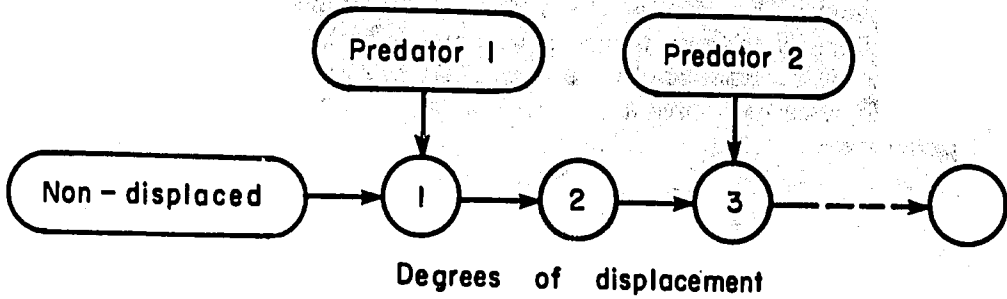 Predator 1
Predator 2
Non-displaced
1
2
3
Degrees of displacement